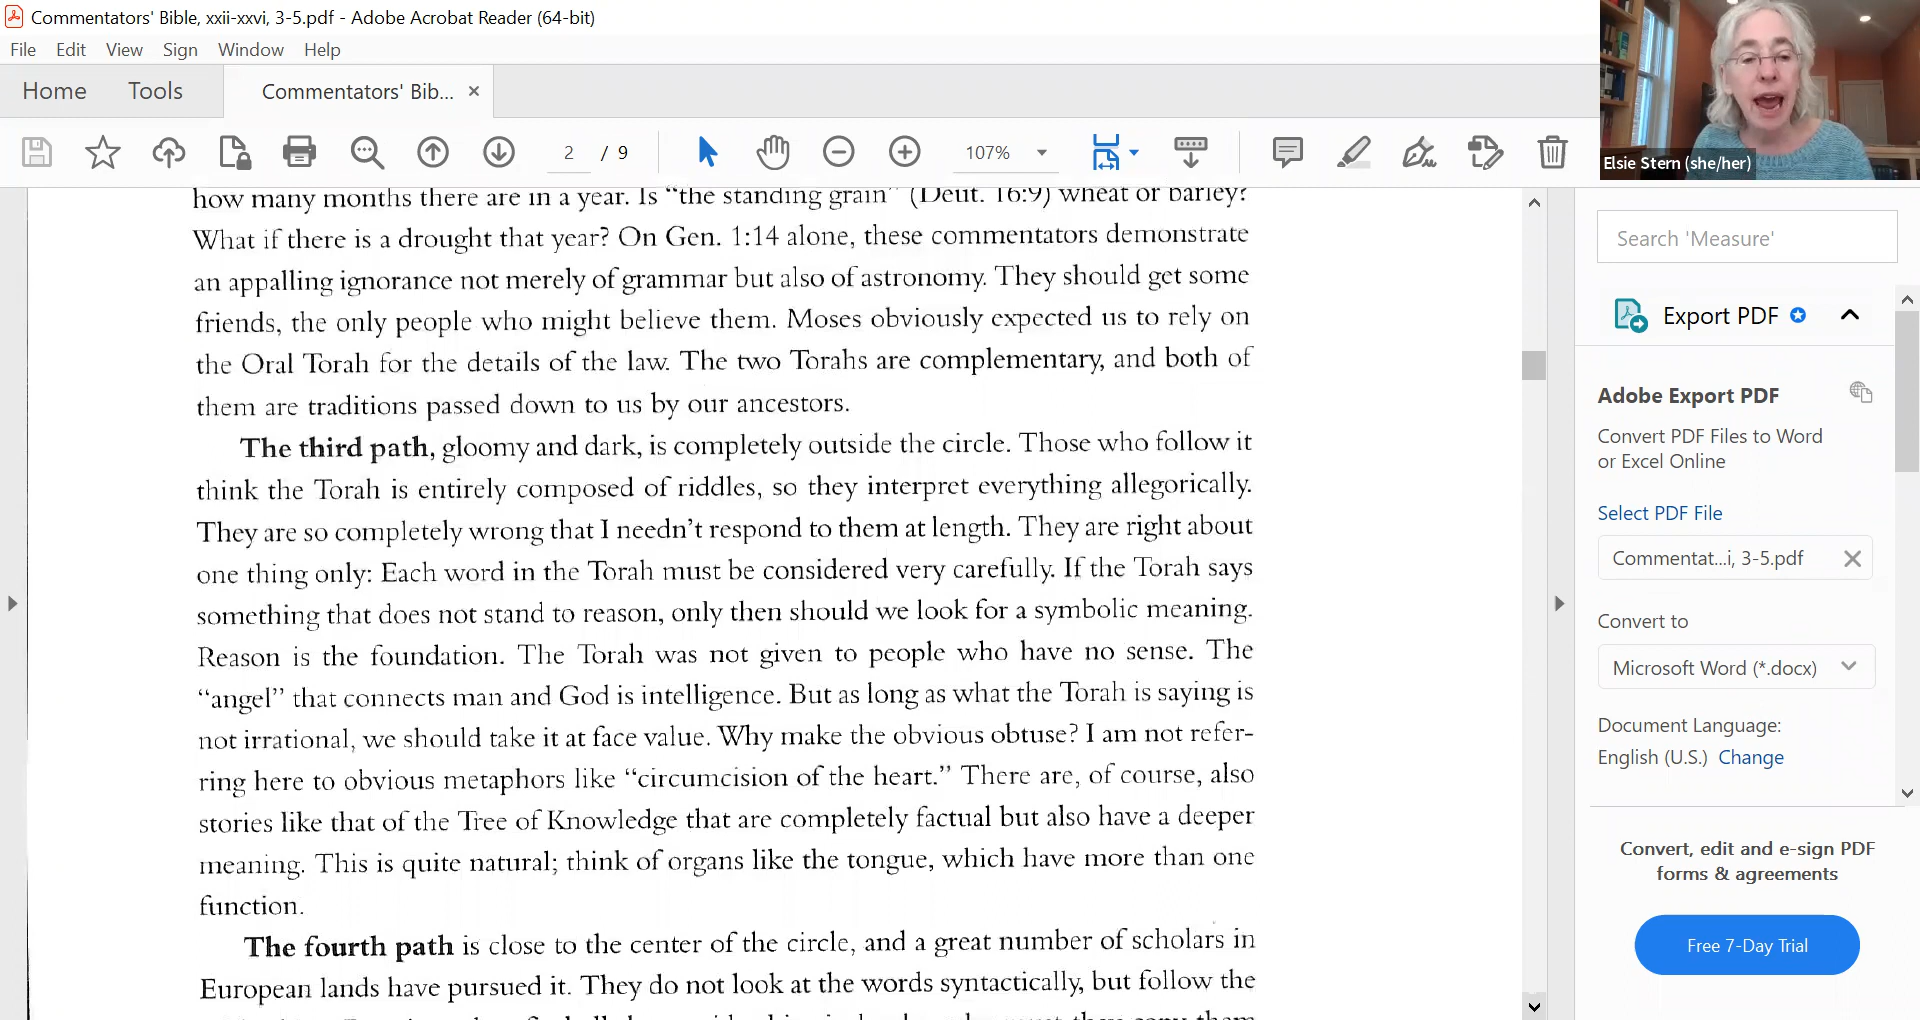 Commentators' Bible, xxii-xxvi, 3-5.pdf - Adobe Acrobat Reader (64-bit)
File Edit View Sign Window Help
Home Tools Commentators' Bib... ×
2 / 9 107%
Elsie Stern (she/her)
how many months there are in a year. Is “the standing grain” (Deut. 16:9) wheat or barley?
What if there is a drought that year? On Gen. 1:14 alone, these commentators demonstrate
an appalling ignorance not merely of grammar but also of astronomy. They should get some
friends, the only people who might believe them. Moses obviously expected us to rely on
the Oral Torah for the details of the law. The two Torahs are complementary, and both of
them are traditions passed down to us by our ancestors.
The third path, gloomy and dark, is completely outside the circle. Those who follow it
think the Torah is entirely composed of riddles, so they interpret everything allegorically.
They are so completely wrong that I needn’t respond to them at length. They are right about
one thing only: Each word in the Torah must be considered very carefully. If the Torah says
something that does not stand to reason, only then should we look for a symbolic meaning.
Reason is the foundation. The Torah was not given to people who have no sense. The
“angel” that connects man and God is intelligence. But as long as what the Torah is saying is
not irrational, we should take it at face value. Why make the obvious obtuse? I am not refer-
ring here to obvious metaphors like “circumcision of the heart.” There are, of course, also
stories like that of the Tree of Knowledge that are completely factual but also have a deeper
meaning. This is quite natural; think of organs like the tongue, which have more than one
function.
The fourth path is close to the center of the circle, and a great number of scholars in
European lands have pursued it. They do not look at the words syntactically, but follow the
Search 'Measure'
Export PDF
Adobe Export PDF
Convert PDF Files to Word
or Excel Online
Select PDF File
Commentat...i, 3-5.pdf
Convert to
Microsoft Word (*.docx)
Document Language:
English (U.S.) Change
Convert, edit and e-sign PDF
forms & agreements
Free 7-Day Trial